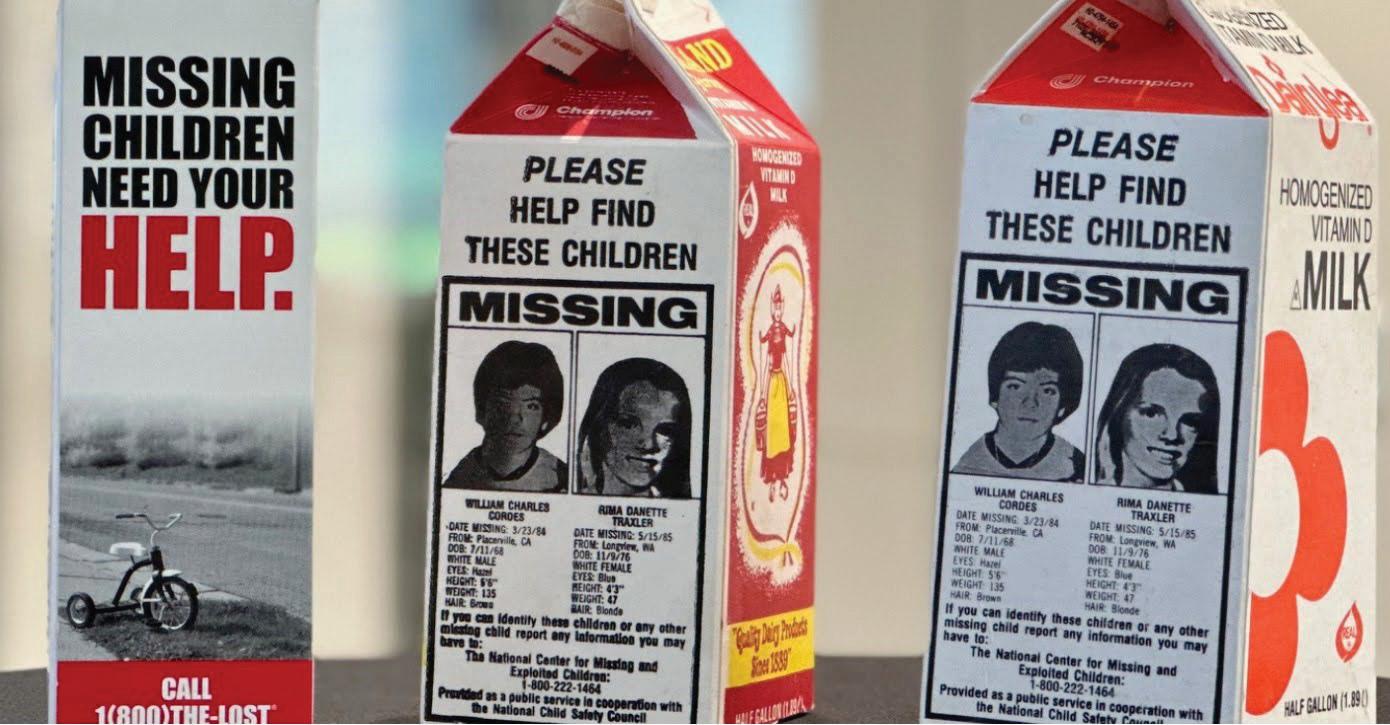 MISSING
CHILDREN
NEED YOUR
HELP.
CALL
1(800)THE-LOST®
Champion
PLEASE
HELP FIND
THESE CHILDREN
MISSING
WILLIAM CHARLES
CORDES
DATE MISSING: 3/23/84
FROM: Placerville, CA
DOB: 7/11/68
WHITE MALE
EYES: Hazel
HEIGHT: 5'6"
WEIGHT: 135
HAIR: Brown
RIMA DANETTE
TRAXLER
DATE MISSING: 5/15/85
FROM: Longview, WA
DOB: 11/9/76
WHITE FEMALE
EYES: Blue
HEIGHT: 4'3"
WEIGHT: 47
HAIR: Blonde
If you can identify these children or any other
missing child report any information you may
have to:
The National Center for Missing and
Exploited Children:
1-800-222-1464
Provided as a public service in cooperation with
the National Child Safety Council
MILK
HOMOGENIZED
VITAMIN D
MILK
"Quality Dairy Products
Since 1889"
HALF GALLON (1.89ℓ)
Champion
PLEASE
HELP FIND
THESE CHILDREN
MISSING
WILLIAM CHARLES
CORDES
DATE MISSING: 3/23/84
FROM: Placerville, CA
DOB: 7/11/68
WHITE MALE
EYES: Hazel
HEIGHT: 5'6"
WEIGHT: 135
HAIR: Brown
RIMA DANETTE
TRAXLER
DATE MISSING: 5/15/85
FROM: Longview, WA
DOB: 11/9/76
WHITE FEMALE
EYES: Blue
HEIGHT: 4'3"
WEIGHT: 47
HAIR: Blonde
If you can identify these children or any other
missing child report any information you may
have to:
The National Center for Missing and
Exploited Children:
1-800-222-1464
Provided as a public service in cooperation with
the National Child Safety Council
Dairylea
HOMOGENIZED
VITAMIN D
MILK
REAL
HALF GALLON (1.89ℓ)